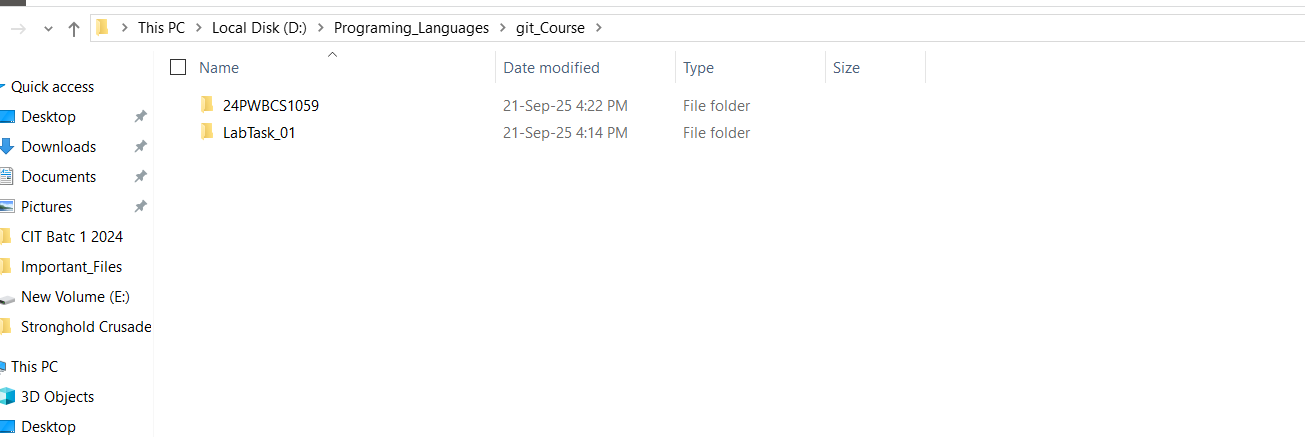 This PC > Local Disk (D:) > Programing_Languages > git_Course >
Name Date modified Type Size
Quick access
24PWBCS1059 21-Sep-25 4:22 PM File folder
Desktop
LabTask_01 21-Sep-25 4:14 PM File folder
Downloads
Documents
Pictures
CIT Batc 1 2024
Important_Files
New Volume (E:)
Stronghold Crusade
This PC
3D Objects
Desktop